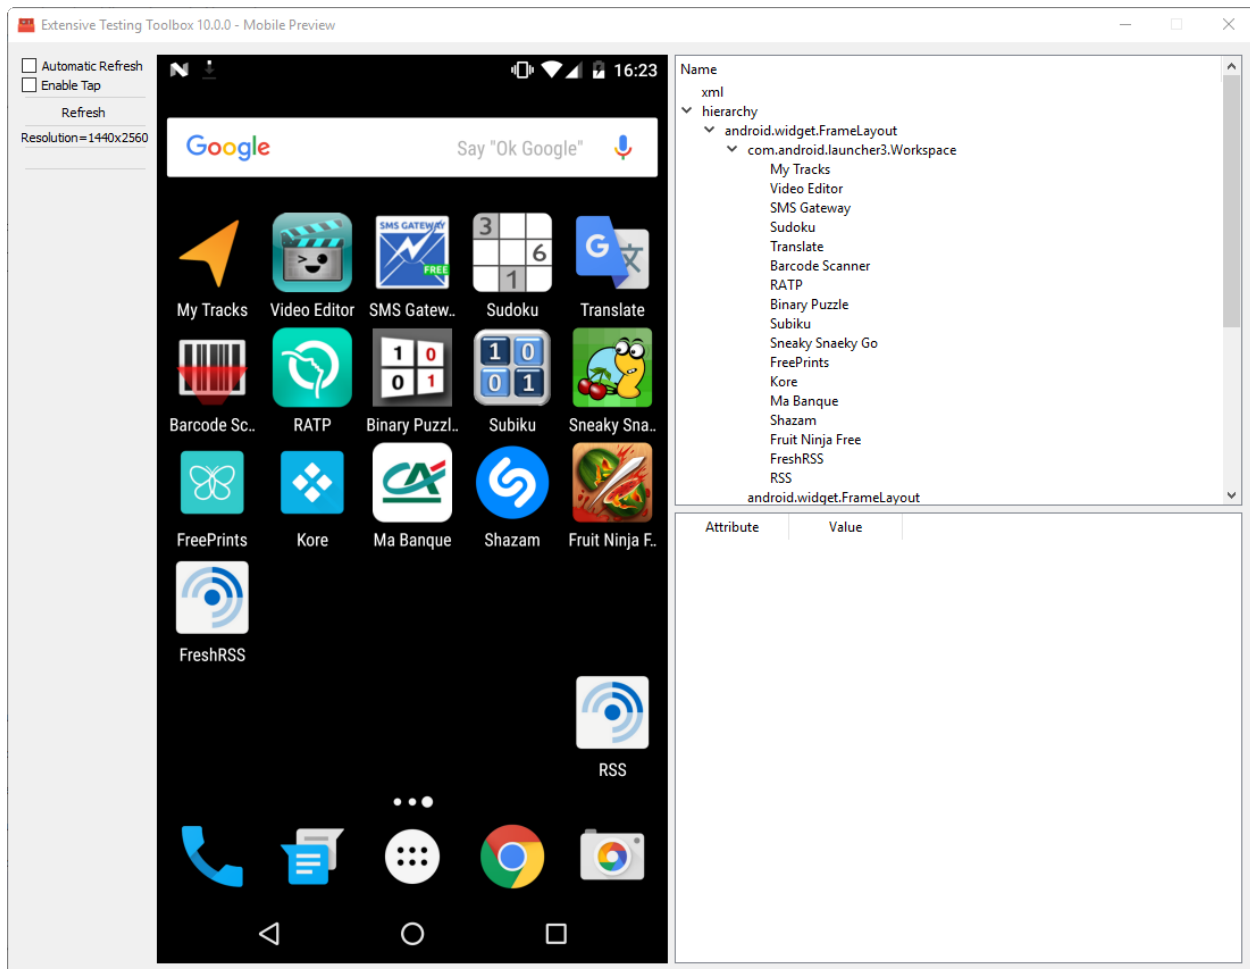 Extensive Testing Toolbox 10.0.0 - Mobile Preview
Automatic Refresh
Enable Tap
Refresh
Resolution=1440x2560
16:23
Google
Say "Ok Google"
SMS GATEWAY
FREE
3
6
1
G
文
My Tracks Video Editor SMS Gatew.. Sudoku Translate
1 0
0 1
1 0
0 1
Barcode Sc.. RATP Binary Puzzl.. Subiku Sneaky Sna..
CA
FreePrints Kore Ma Banque Shazam Fruit Ninja F..
FreshRSS
RSS
Name
xml
hierarchy
android.widget.FrameLayout
com.android.launcher3.Workspace
My Tracks
Video Editor
SMS Gateway
Sudoku
Translate
Barcode Scanner
RATP
Binary Puzzle
Subiku
Sneaky Snaeky Go
FreePrints
Kore
Ma Banque
Shazam
Fruit Ninja Free
FreshRSS
RSS
android.widget.FrameLayout
Attribute Value